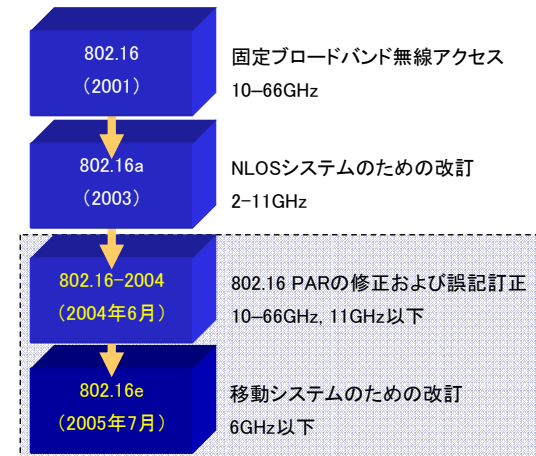 802.16
（2001）
固定ブロードバンド無線アクセス
10–66GHz
802.16a
（2003）
NLOSシステムのための改訂
2-11GHz
802.16-2004
（2004年6月）
802.16 PARの修正および誤記訂正
10–66GHz, 11GHz以下
802.16e
（2005年7月）
移動システムのための改訂
6GHz以下